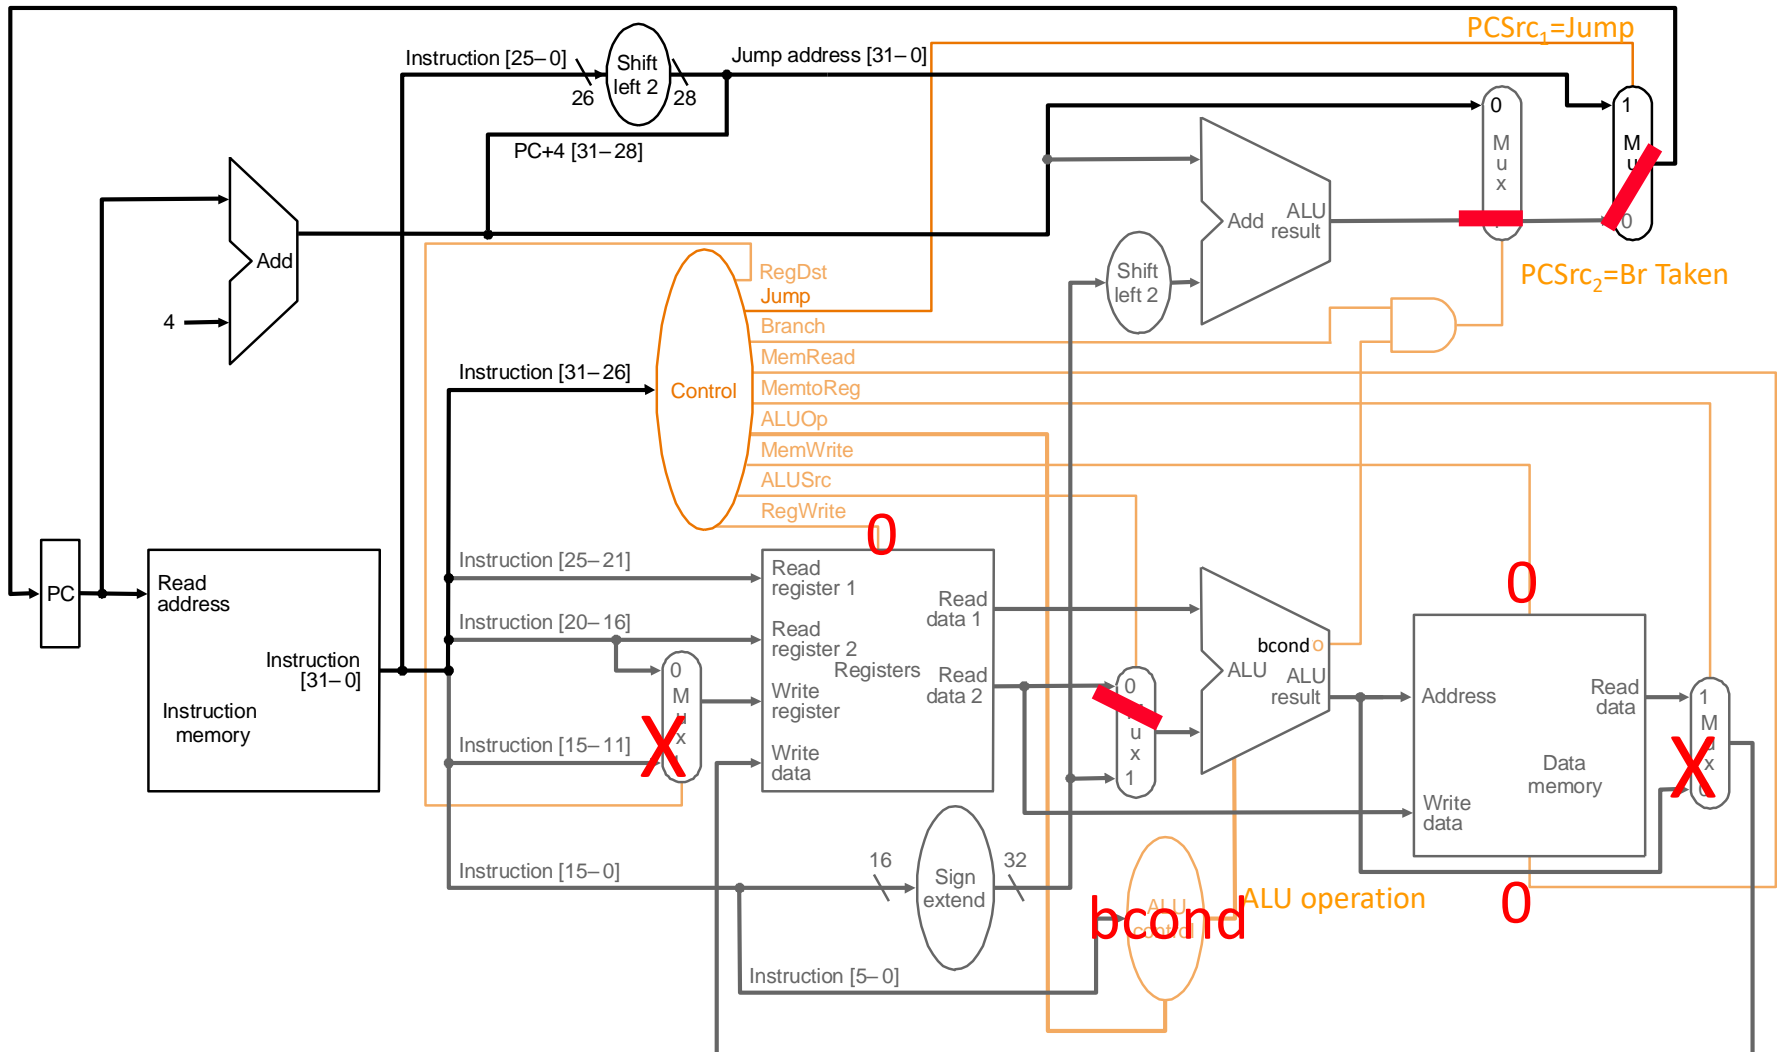 PCSrc1=Jump
Instruction [25–0]
Shift
left 2
Jump address [31–0]
26
28
PC+4 [31–28]
0
M
u
x
1
M
u
0
Add
ALU
result
Add
4
Shift
left 2
PCSrc2=Br Taken
RegDst
Jump
Branch
MemRead
MemtoReg
ALUOp
MemWrite
ALUSrc
RegWrite
Instruction [31–26]
Control
0
PC
Read
address
Instruction
[31–0]
Instruction
memory
Instruction [25–21]
Instruction [20–16]
Instruction [15–11]
Instruction [15–0]
Instruction [5–0]
0
M
u
x
X
Read
register 1
Read
register 2
Write
register
Write
data
Registers
Read
data 1
Read
data 2
0
u
x
1
bcond
ALU
ALU
result
0
Address
Write
data
Read
data
Data
memory
0
1
M
u
x
0
X
16
Sign
extend
32
ALU
control
bcond
ALU operation